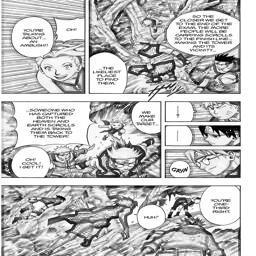 SO THE
CLOSER WE
GET TO
THE END OF
THE EXAM, THE MORE
PEOPLE WILL BE
CARRYING SCROLLS
TO THE FINISH LINE...
MAKING THE TOWER
AND ITS
VICINITY...
OH!
YOU'RE
TALKING
ABOUT...
AN
AMBUSH!!
...THE
LIKELIEST
PLACE
TO FIND
THEM.
WE
MAKE
OUR
TARGET...
...SOMEONE WHO
HAS CAPTURED
BOTH THE
HEAVEN AND
EARTH SCROLLS
AND IS TAKING
THEM BACK TO
THE TOWER!
OH!
COOL!
I GET IT!
GRIN
YOU'RE
ONE-
THIRD
RIGHT.
HUH?